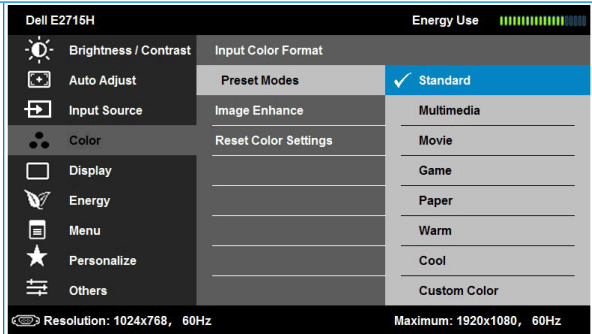 Dell E2715H Energy Use
Brightness / Contrast Input Color Format
Auto Adjust Preset Modes Standard
Input Source Image Enhance Multimedia
Color Reset Color Settings Movie
Display Game
Energy Paper
Menu Warm
Personalize Cool
Others Custom Color
Resolution: 1024x768, 60Hz Maximum: 1920x1080, 60Hz